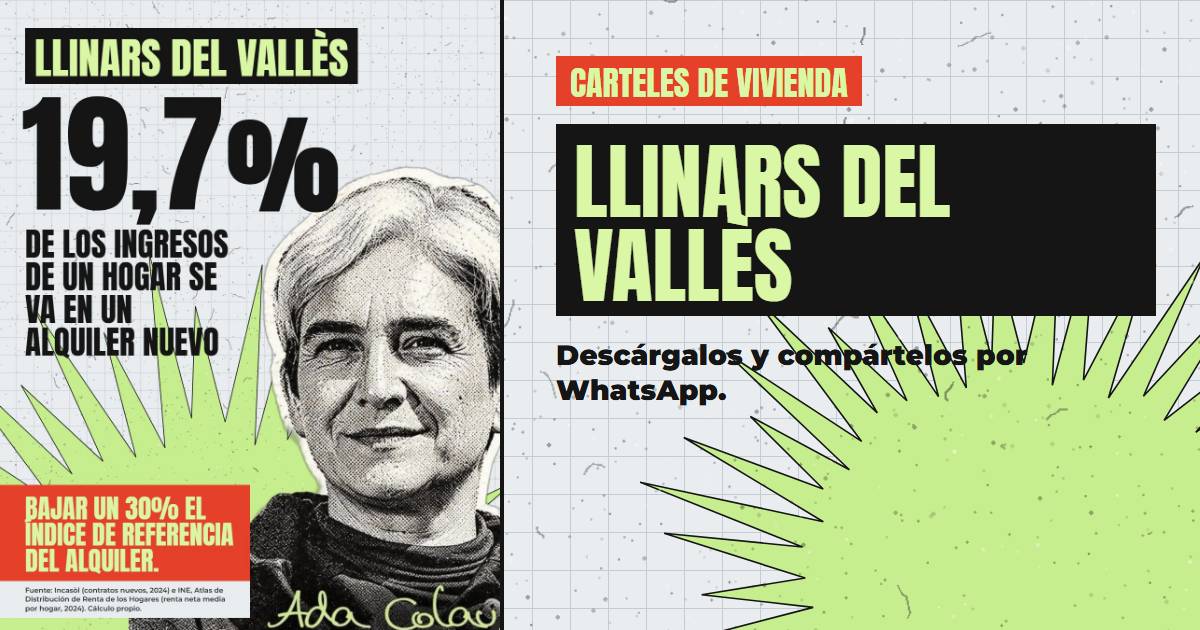 LLINARS DEL VALLÈS
19,7%
DE LOS INGRESOS
DE UN HOGAR SE
VA EN UN
ALQUILER NUEVO
BAJAR UN 30% EL
ÍNDICE DE REFERENCIA
DEL ALQUILER.
Fuente: Incasòl (contratos nuevos, 2024) e INE, Atlas de
Distribución de Renta de los Hogares (renta neta media
por hogar, 2024). Cálculo propio.
Ada Colau
CARTELES DE VIVIENDA
LLINARS DEL
VALLÈS
Descárgalos y compártelos por
WhatsApp.